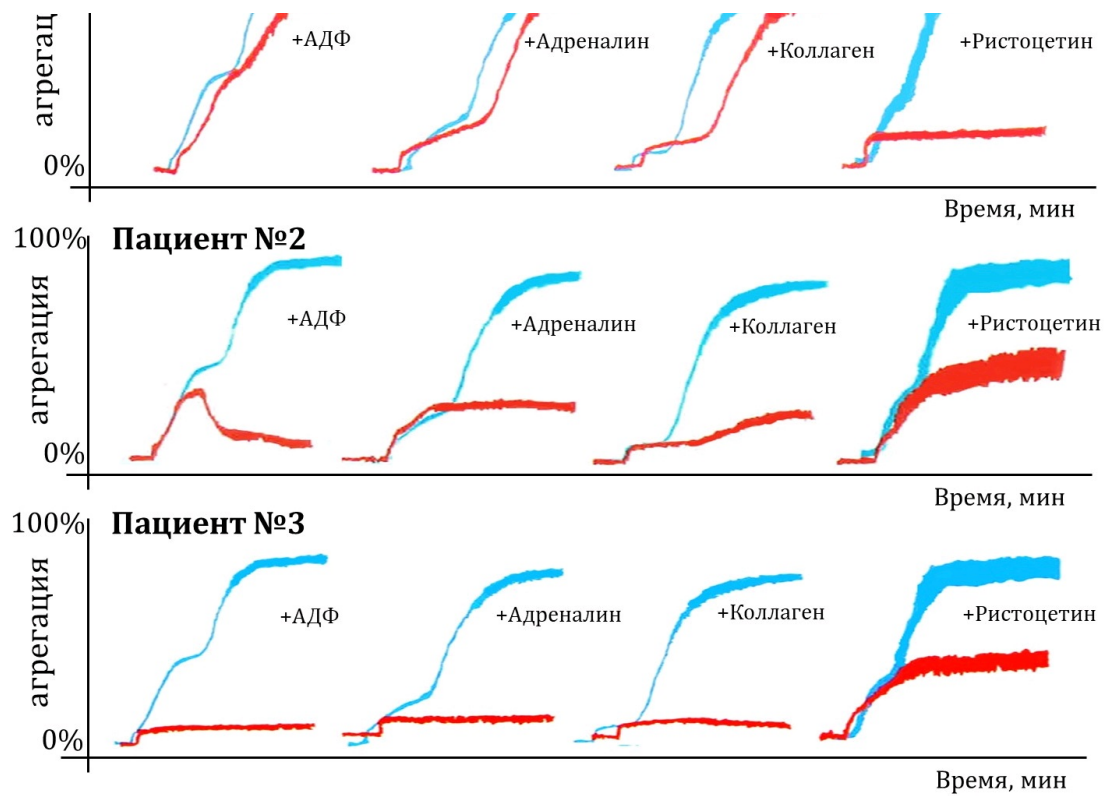 агрегац
+АДФ
+Адреналин
+Коллаген
+Ристоцетин
0%
Время, мин
100%
Пациент №2
агрегация
+АДФ
+Адреналин
+Коллаген
+Ристоцетин
0%
Время, мин
100%
Пациент №3
агрегация
+АДФ
+Адреналин
+Коллаген
+Ристоцетин
0%
Время, мин